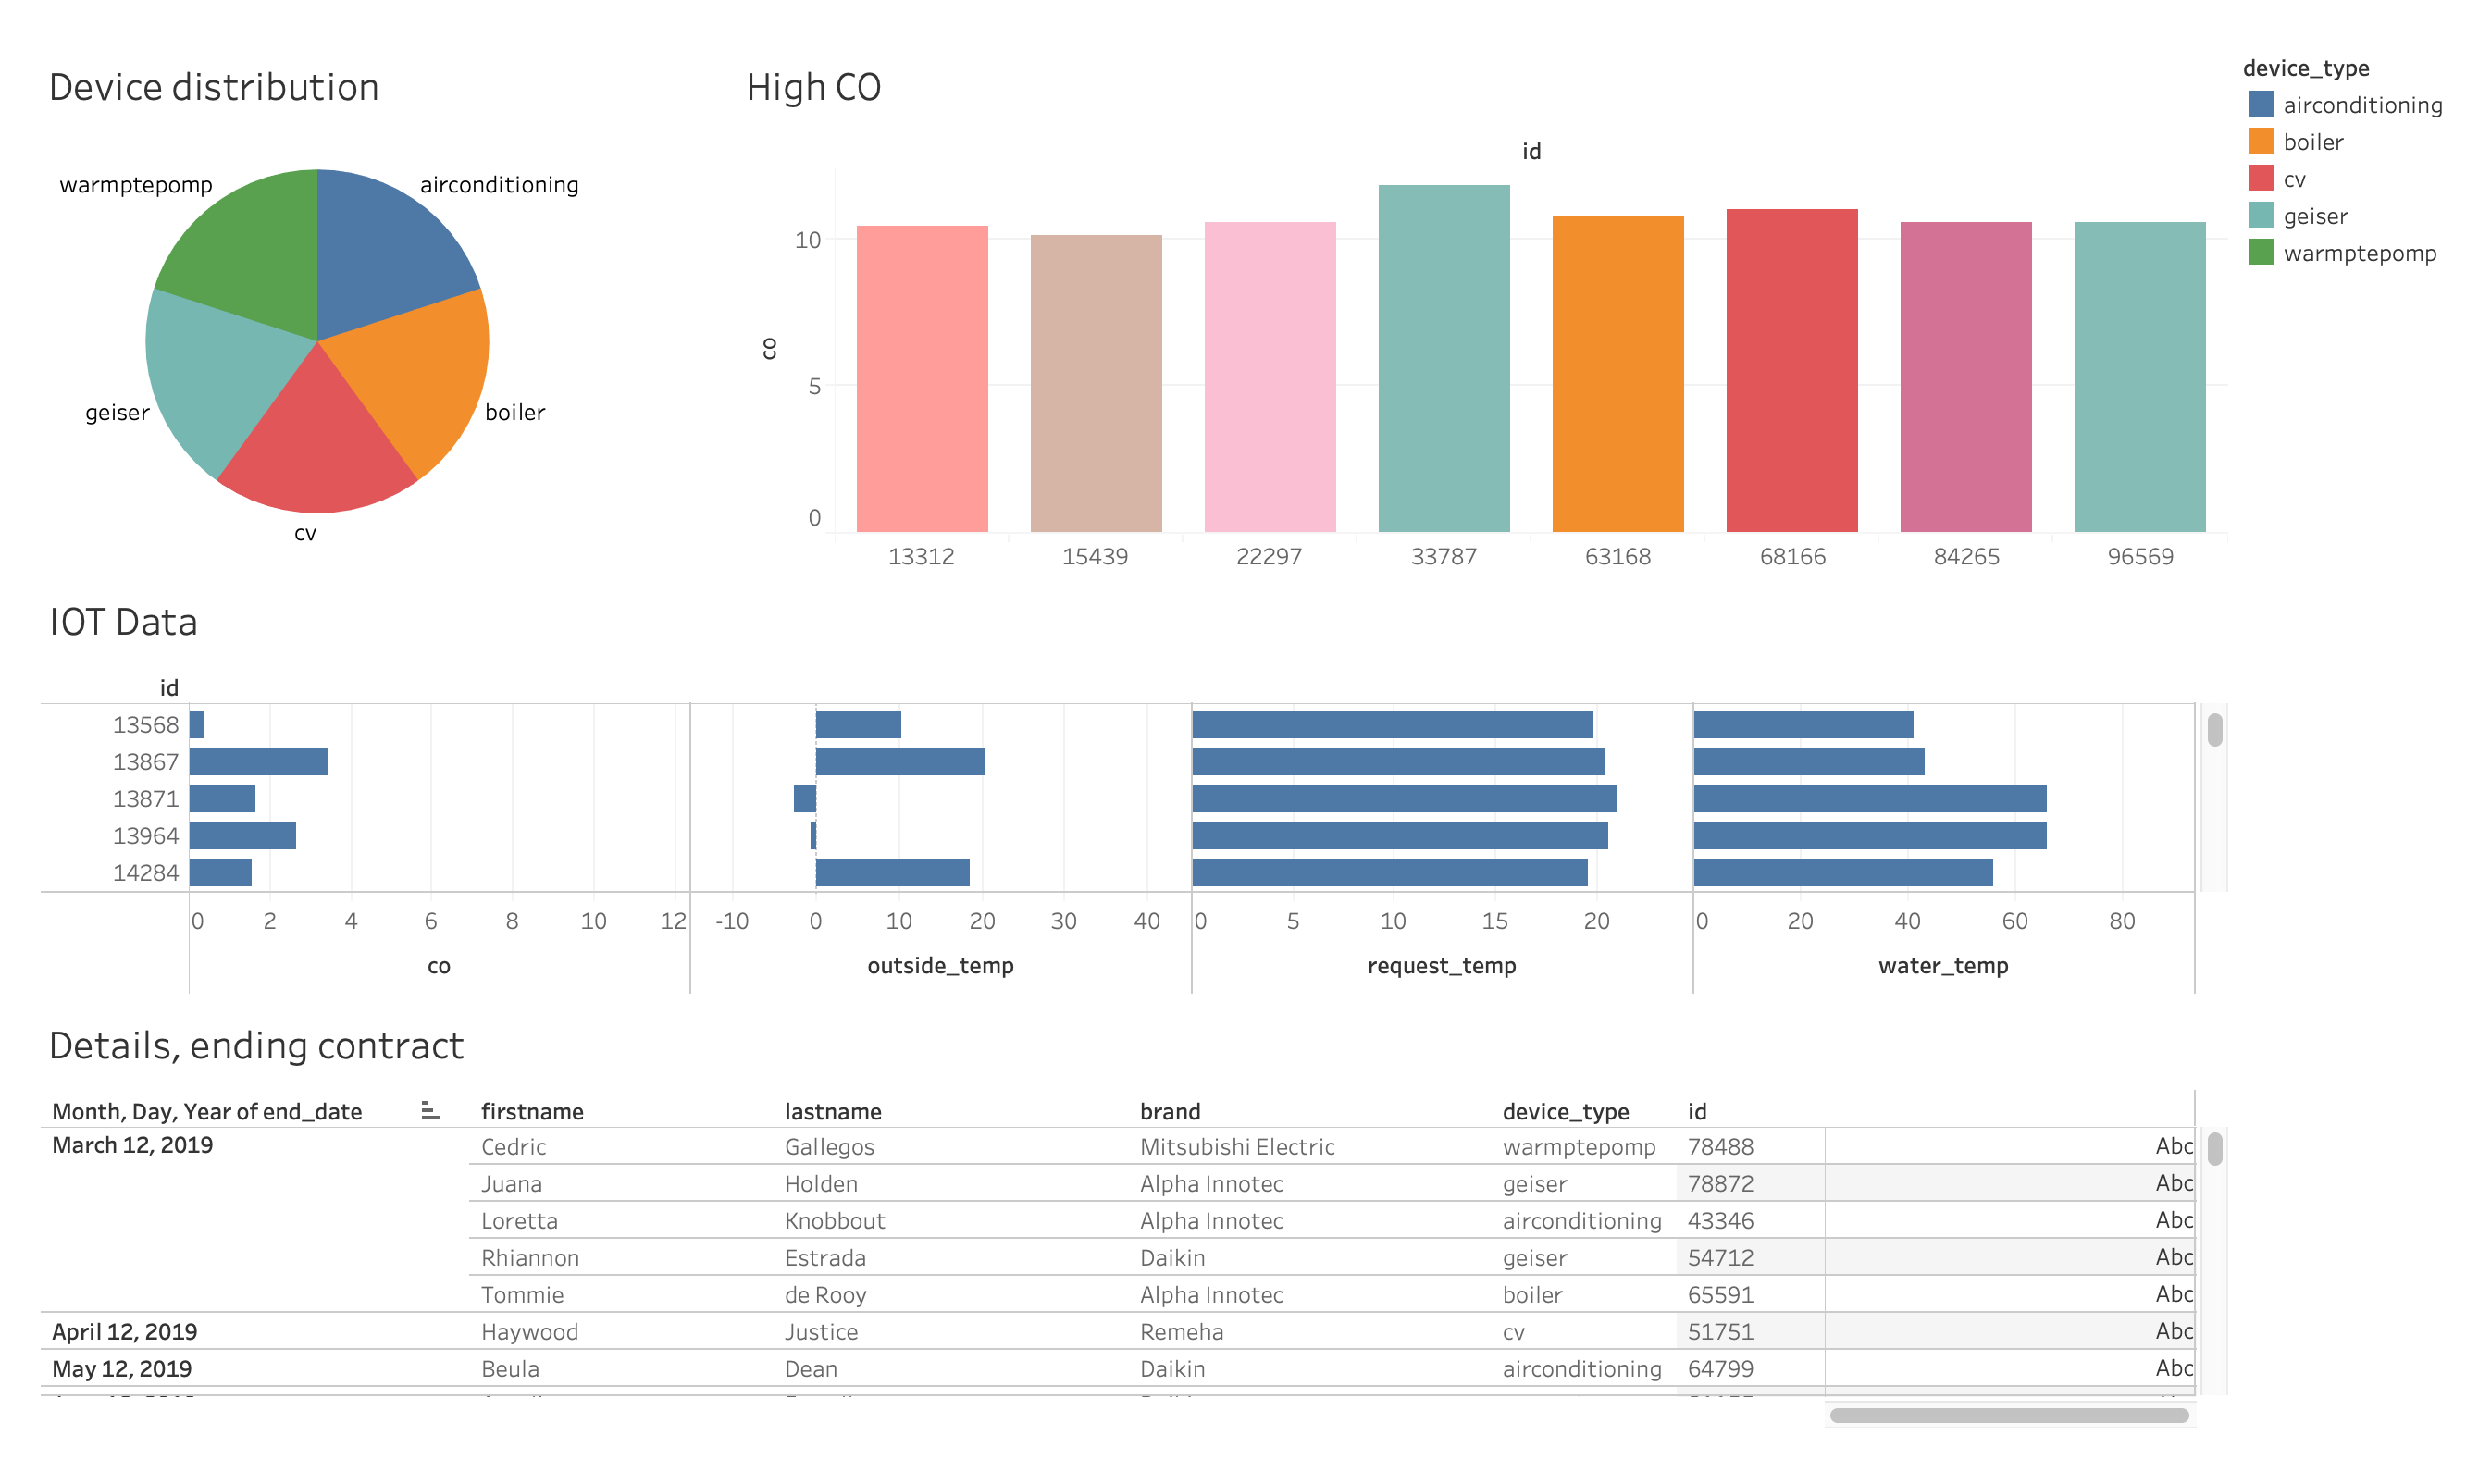 Device distribution
warmptepomp
airconditioning
geiser
boiler
cv
High CO
id
co
10
5
0
13312 15439 22297 33787 63168 68166 84265 96569
device_type
airconditioning
boiler
cv
geiser
warmptepomp
IOT Data
id
13568
13867
13871
13964
14284
0 2 4 6 8 10 12 -10 0 10 20 30 40 0 5 10 15 20 0 20 40 60 80
co outside_temp request_temp water_temp
Details, ending contract
Month, Day, Year of end_date firstname lastname brand device_type id
March 12, 2019 Cedric Gallegos Mitsubishi Electric warmptepomp 78488 Abc
Juana Holden Alpha Innotec geiser 78872 Abc
Loretta Knobbout Alpha Innotec airconditioning 43346 Abc
Rhiannon Estrada Daikin geiser 54712 Abc
Tommie de Rooy Alpha Innotec boiler 65591 Abc
April 12, 2019 Haywood Justice Remeha cv 51751 Abc
May 12, 2019 Beula Dean Daikin airconditioning 64799 Abc